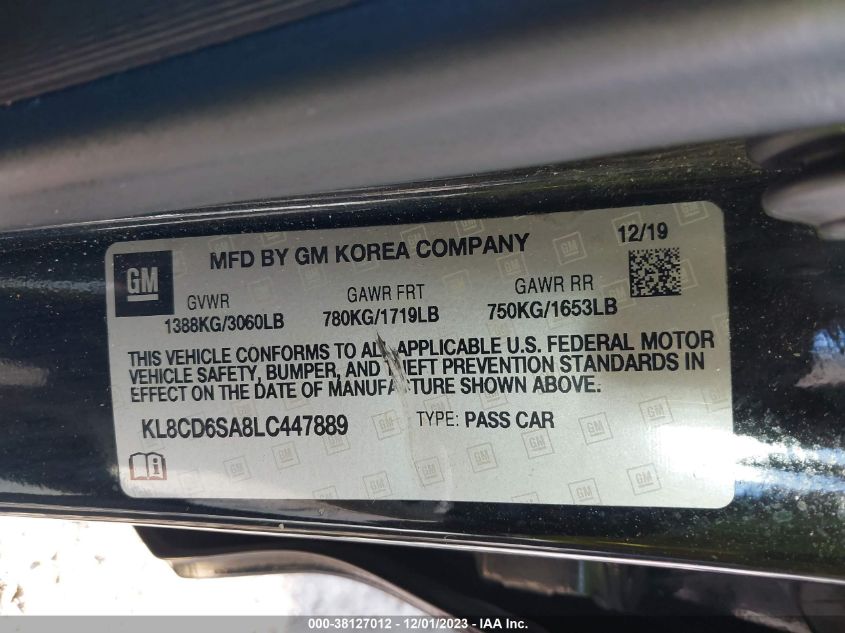 MFD BY GM KOREA COMPANY
12/19
GM
GVWR
GAWR FRT
GAWR RR
1388KG/3060LB
780KG/1719LB
750KG/1653LB
THIS VEHICLE CONFORMS TO ALL APPLICABLE U.S. FEDERAL MOTOR
VEHICLE SAFETY, BUMPER, AND THEFT PREVENTION STANDARDS IN
EFFECT ON THE DATE OF MANUFACTURE SHOWN ABOVE.
KL8CD6SA8LC447889
TYPE: PASS CAR
i
000-38127012 - 12/01/2023 - IAA Inc.